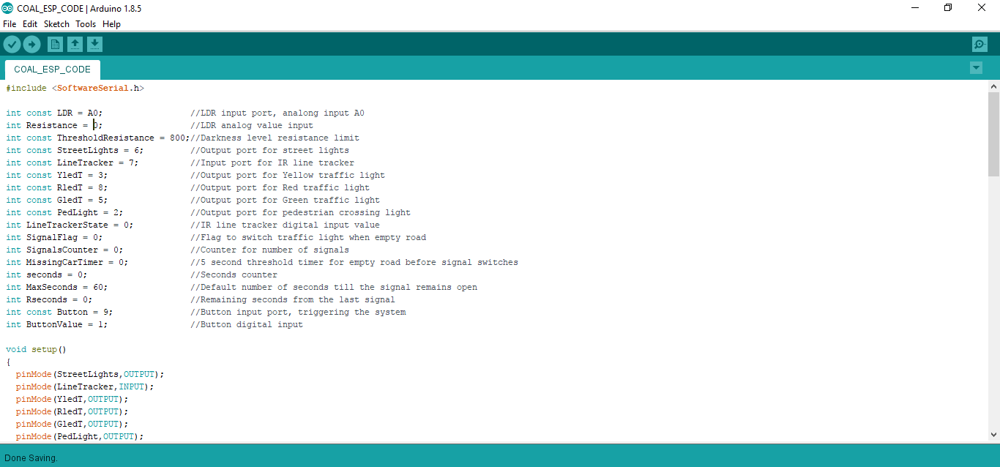 COAL_ESP_CODE | Arduino 1.8.5
File Edit Sketch Tools Help
COAL_ESP_CODE
#include <SoftwareSerial.h>
int const LDR = A0; //LDR input port, analong input A0
int Resistance = 0; //LDR analog value input
int const ThresholdResistance = 800;//Darkness level resistance limit
int const StreetLights = 6; //Output port for street lights
int const LineTracker = 7; //Input port for IR line tracker
int const YledT = 3; //Output port for Yellow traffic light
int const RledT = 8; //Output port for Red traffic light
int const GledT = 5; //Output port for Green traffic light
int const PedLight = 2; //Output port for pedestrian crossing light
int LineTrackerState = 0; //IR line tracker digital input value
int SignalFlag = 0; //Flag to switch traffic light when empty road
int SignalsCounter = 0; //Counter for number of signals
int MissingCarTimer = 0; //5 second threshold timer for empty road before signal switches
int seconds = 0; //Seconds counter
int MaxSeconds = 60; //Default number of seconds till the signal remains open
int Rseconds = 0; //Remaining seconds from the last signal
int const Button = 9; //Button input port, triggering the system
int ButtonValue = 1; //Button digital input
void setup()
{
pinMode(StreetLights,OUTPUT);
pinMode(LineTracker,INPUT);
pinMode(YledT,OUTPUT);
pinMode(RledT,OUTPUT);
pinMode(GledT,OUTPUT);
pinMode(PedLight,OUTPUT);
Done Saving.